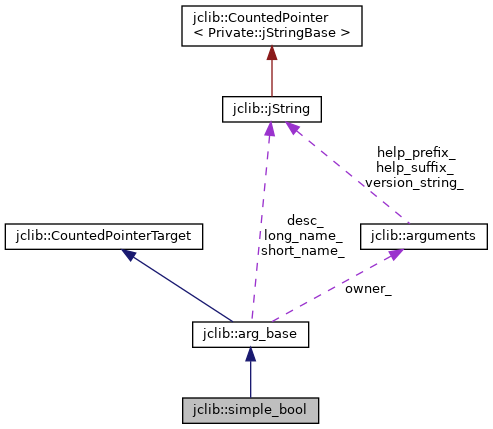 jclib::CountedPointer
< Private::jStringBase >
jclib::jString
help_prefix_
help_suffix_
version_string_
desc_
long_name_
short_name_
jclib::CountedPointerTarget
jclib::arguments
owner_
jclib::arg_base
jclib::simple_bool